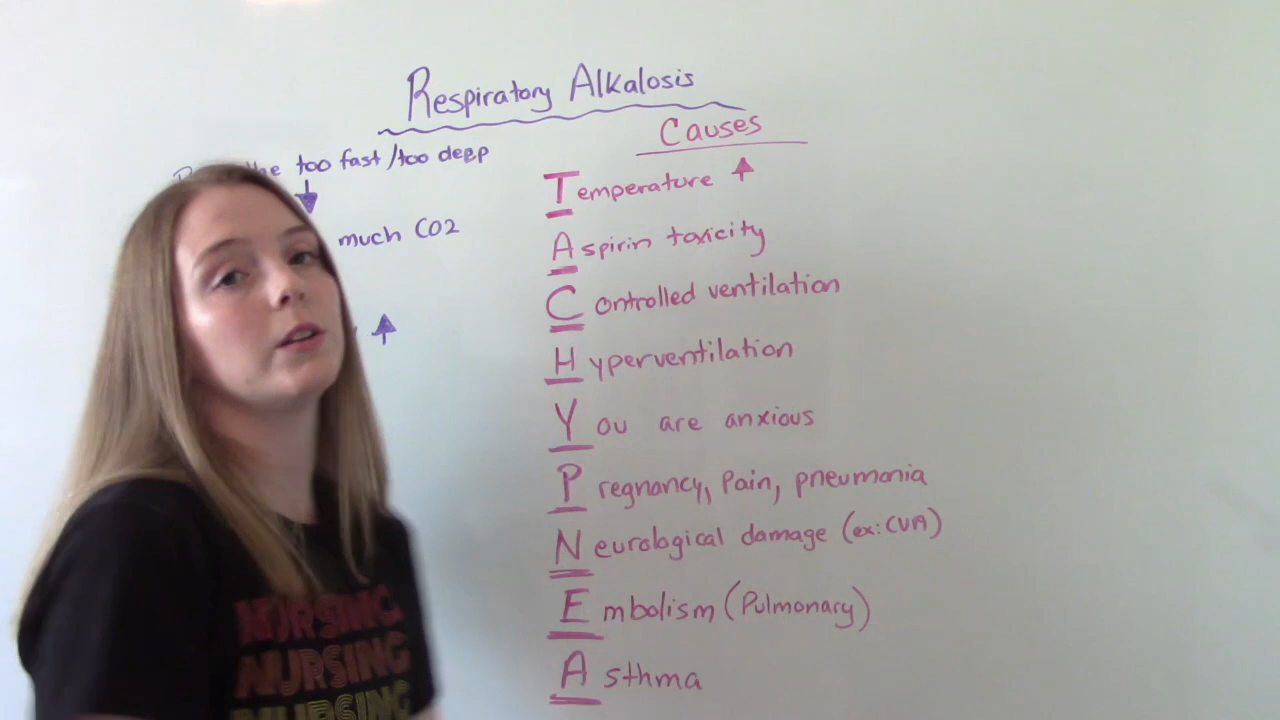 Respiratory Alkalosis
Causes
too fast/too deep
much CO2
Temperature ↑
Aspirin toxicity
Controlled ventilation
Hyperventilation
You are anxious
Pregnancy, Pain, pneumonia
Neurological damage (ex: CVA)
Embolism (Pulmonary)
Asthma
NURSING
NURSING
NURSING